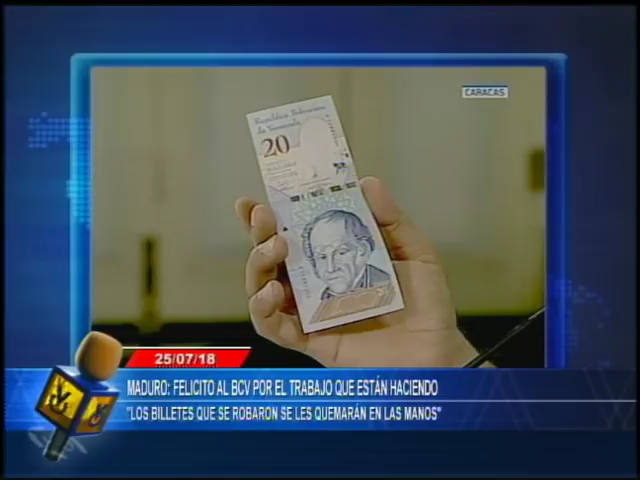 CARACAS
República Bolivariana
de Venezuela
20
25/07/18
MADURO: FELICITO AL BCV POR EL TRABAJO QUE ESTÁN HACIENDO
"LOS BILLETES QUE SE ROBARON SE LES QUEMARÁN EN LAS MANOS"